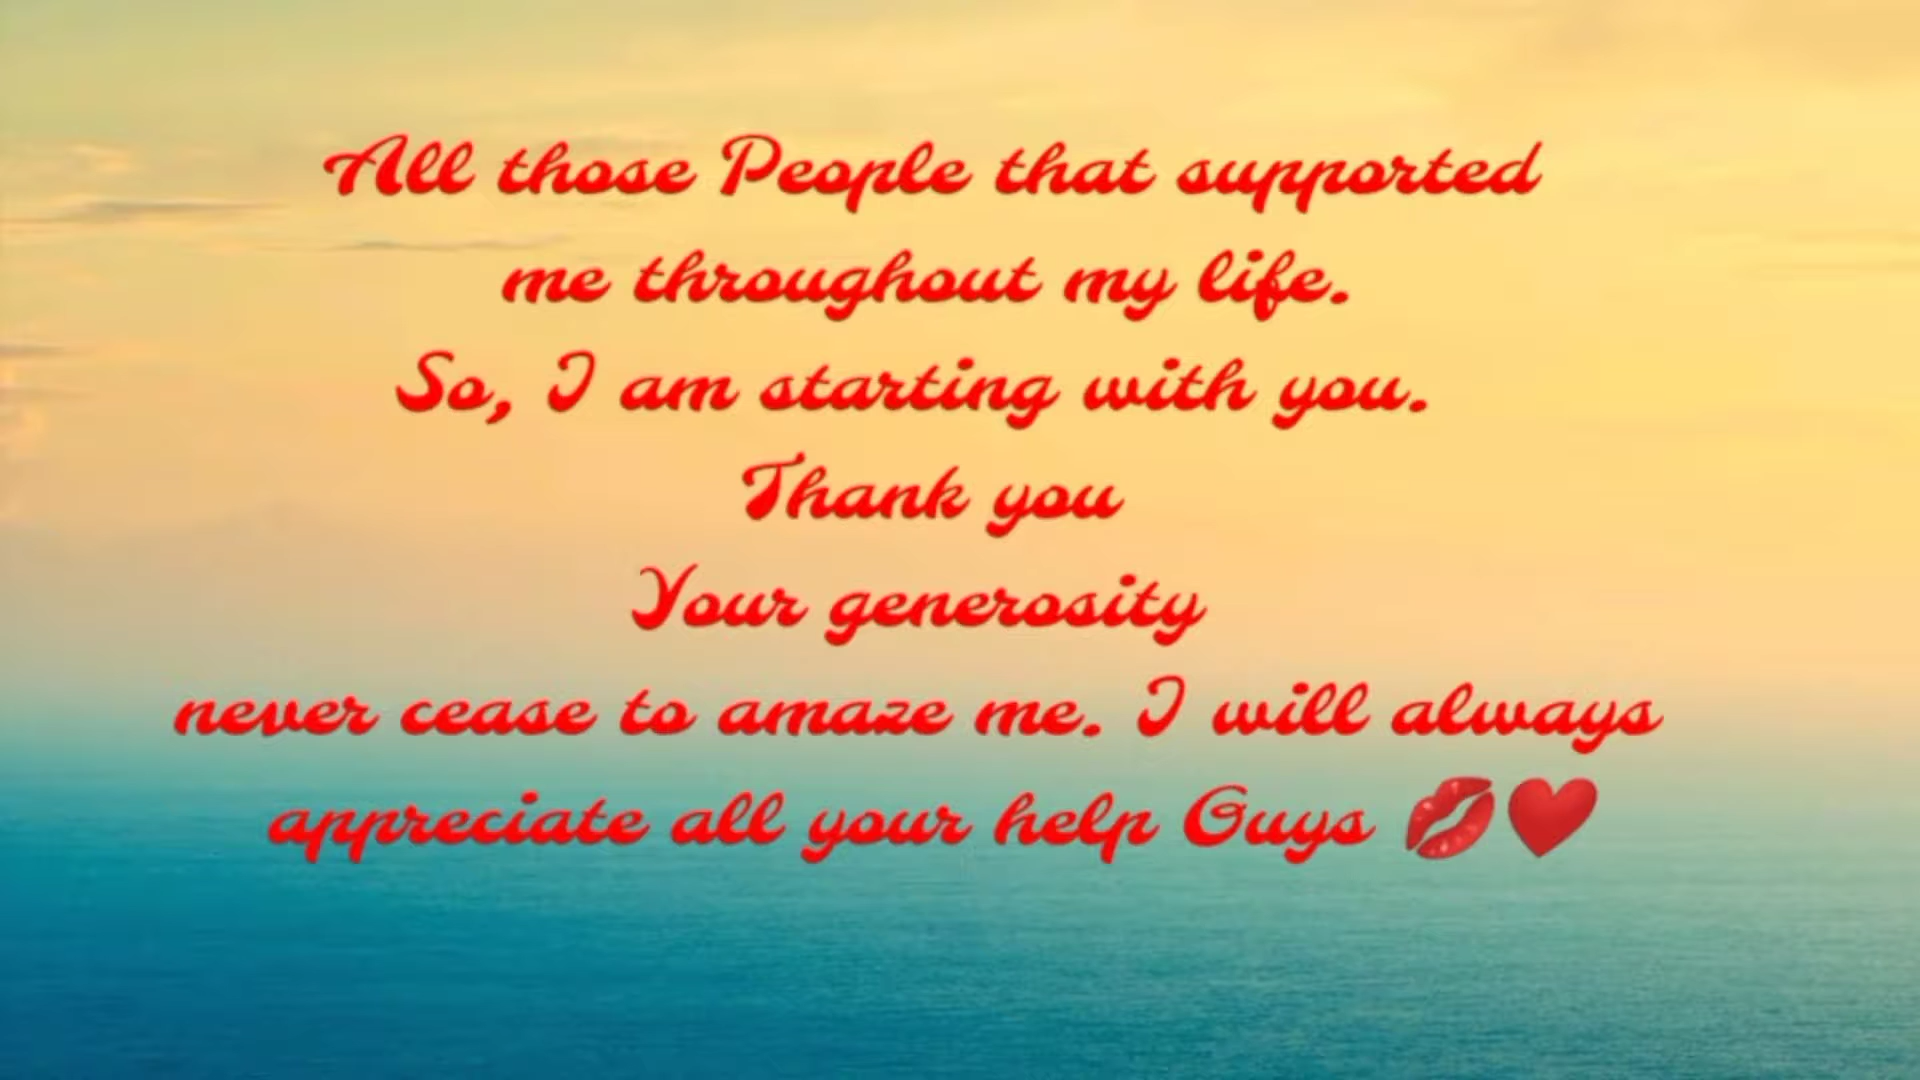 All those People that supported
me throughout my life.
So, I am starting with you.
Thank you
Your generosity
never cease to amaze me. I will always
appreciate all your help Guys 💋❤️